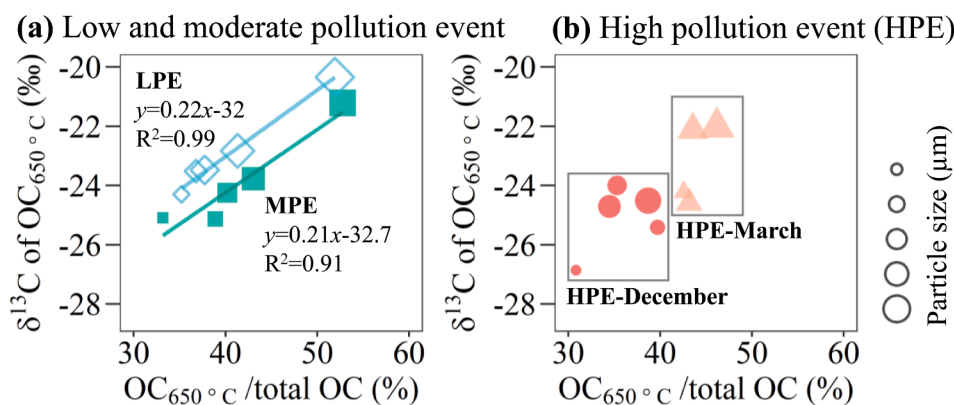 (a) Low and moderate pollution event
(b) High pollution event (HPE)
δ¹³C of OC₆₅₀ °C (‰)
-20
-22
-24
-26
-28
LPE
y=0.22x-32
R²=0.99
MPE
y=0.21x-32.7
R²=0.91
30 40 50 60
OC₆₅₀ °C /total OC (%)
δ¹³C of OC₆₅₀ °C (‰)
-20
-22
-24
-26
-28
HPE-March
HPE-December
30 40 50 60
OC₆₅₀ °C /total OC (%)
Particle size (μm)